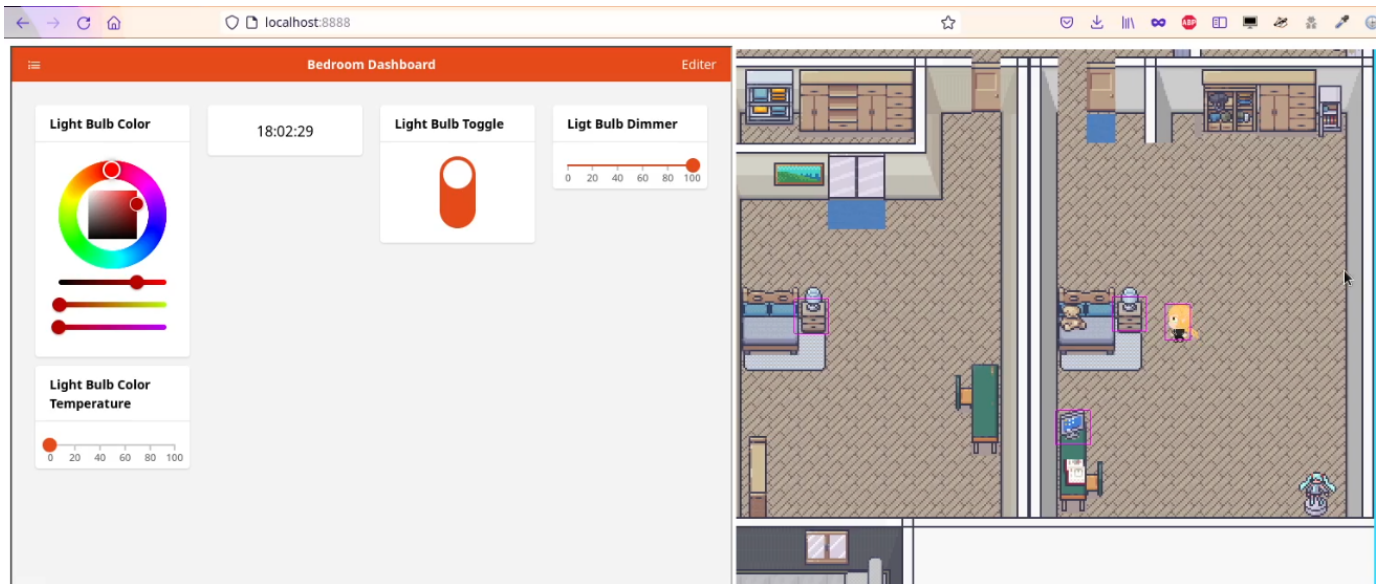 localhost:8888
Bedroom Dashboard
Editer
Light Bulb Color
18:02:29
Light Bulb Toggle
Ligt Bulb Dimmer
0 20 40 60 80 100
Light Bulb Color
Temperature
0 20 40 60 80 100
ABP